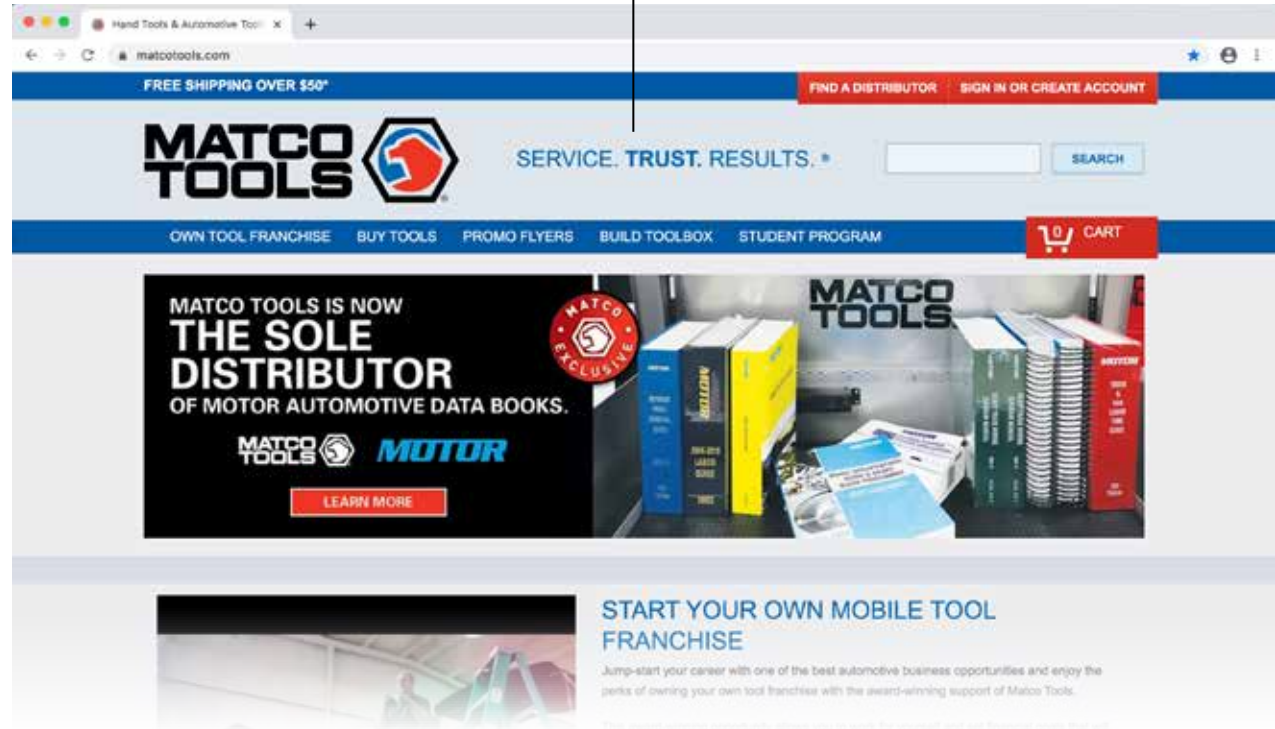 Hand Tools & Automotive Tool
matcotools.com
FREE SHIPPING OVER $50*
FIND A DISTRIBUTOR
SIGN IN OR CREATE ACCOUNT
MATCO
TOOLS
SERVICE. TRUST. RESULTS.
SEARCH
OWN TOOL FRANCHISE
BUY TOOLS
PROMO FLYERS
BUILD TOOLBOX
STUDENT PROGRAM
0
CART
MATCO TOOLS IS NOW
THE SOLE
DISTRIBUTOR
OF MOTOR AUTOMOTIVE DATA BOOKS.
MATCO
TOOLS
MOTOR
LEARN MORE
MATCO
EXCLUSIVE
MATCO
TOOLS
MOTOR
LABOR
GUIDE
MOTOR
START YOUR OWN MOBILE TOOL
FRANCHISE
Jump-start your career with one of the best automotive business opportunities and enjoy the
perks of owning your own tool franchise with the award-winning support of Matco Tools.